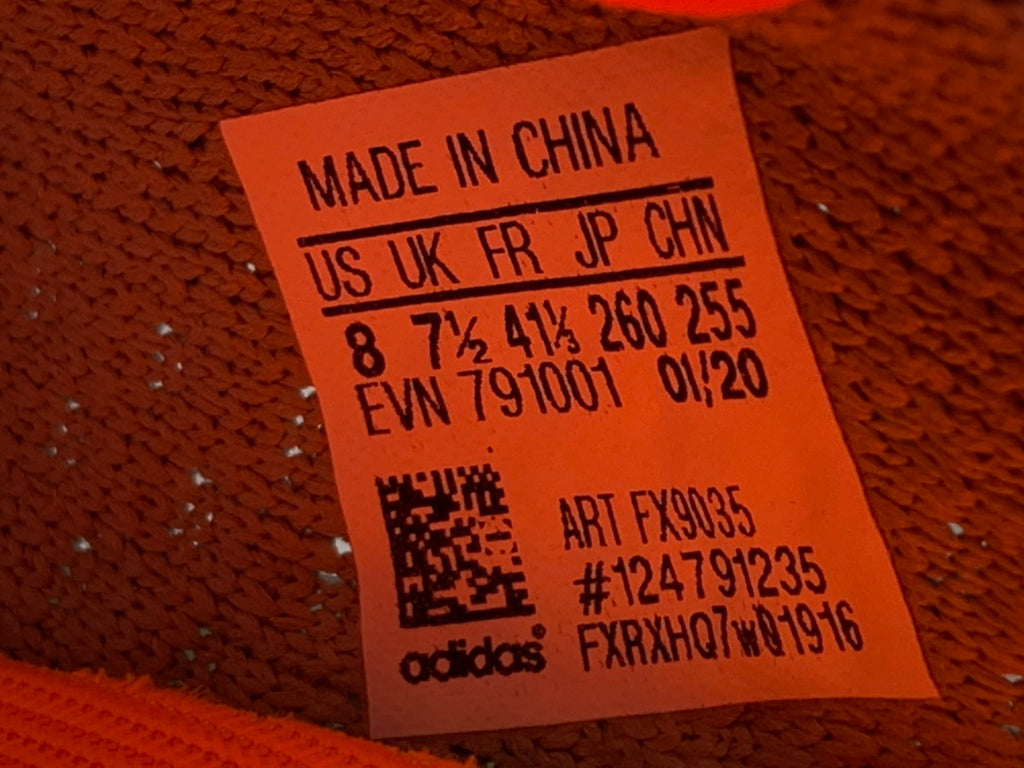 MADE IN CHINA
US UK FR JP CHN
8 7½ 41⅓ 260 255
EVN 791001 01/20
ART FX9035
#124791235
adidas®